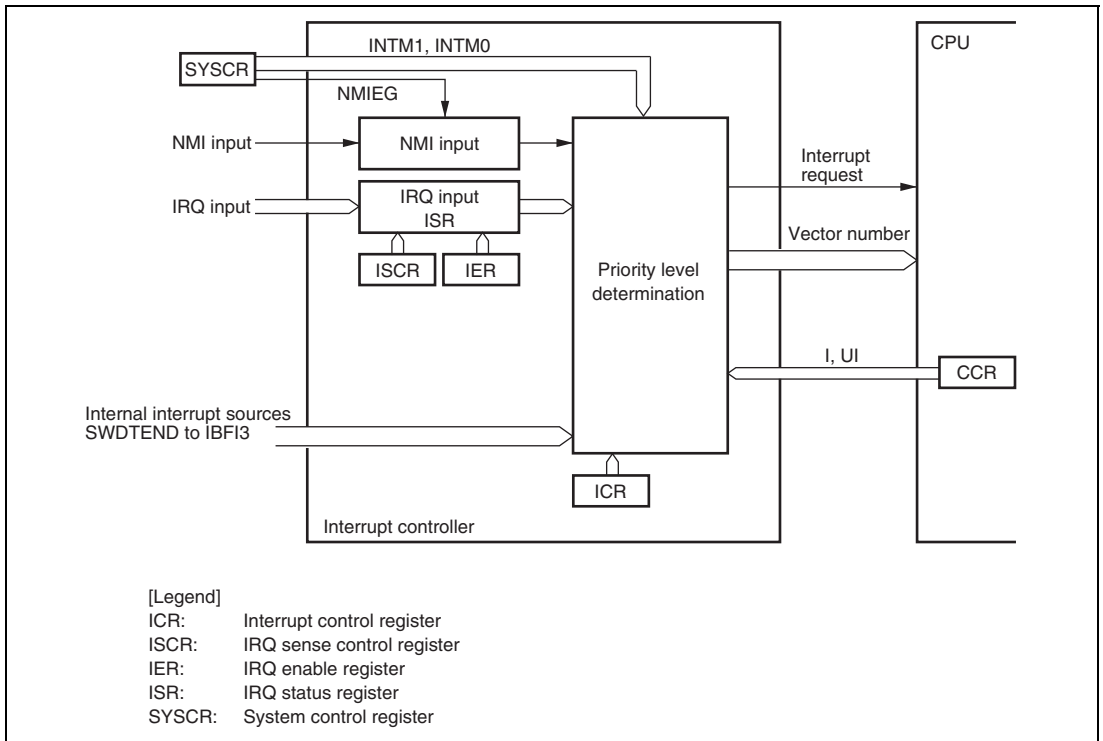 INTM1, INTM0
CPU
SYSCR
NMIEG
NMI input
NMI input
Interrupt
request
IRQ input
IRQ input
ISR
Vector number
ISCR
IER
Priority level
determination
I, UI
CCR
Internal interrupt sources
SWDTEND to IBFI3
ICR
Interrupt controller
[Legend]
ICR: Interrupt control register
ISCR: IRQ sense control register
IER: IRQ enable register
ISR: IRQ status register
SYSCR: System control register